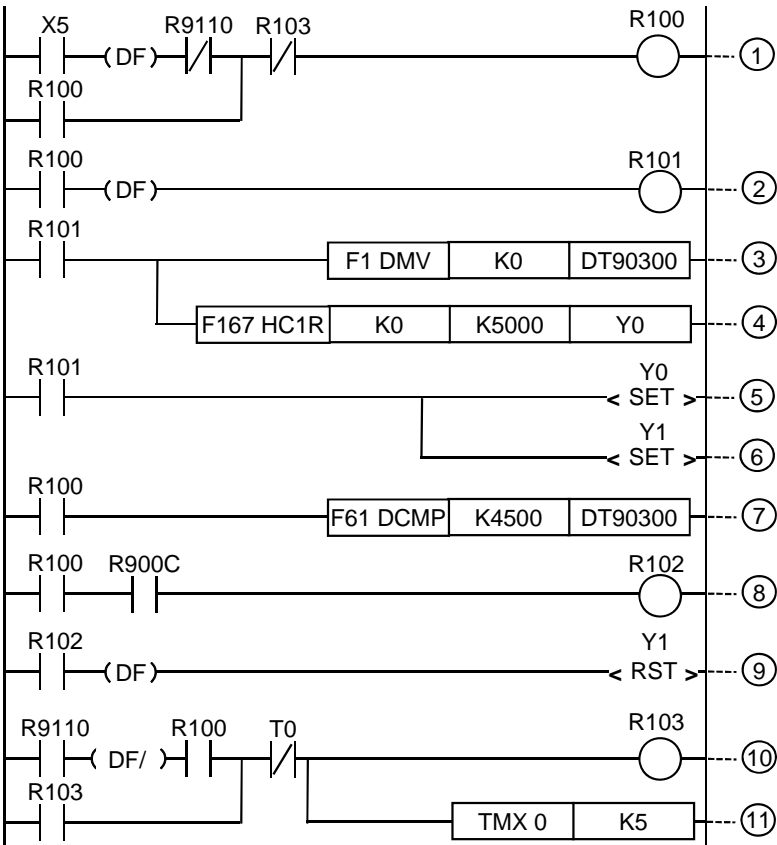 X5 R9110 R103 R100
(DF) 1
R100
R100 R101
(DF) 2
R101
F1 DMV K0 DT90300 3
F167 HC1R K0 K5000 Y0 4
R101 Y0
< SET > 5
Y1
< SET > 6
R100
F61 DCMP K4500 DT90300 7
R100 R900C R102
8
R102 Y1
(DF) < RST > 9
R9110 R100 T0 R103
( DF/ ) 10
R103
TMX 0 K5 11